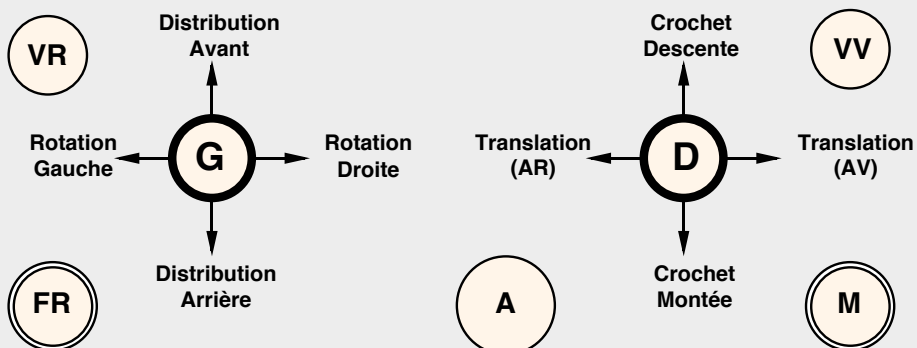 Distribution
Avant
Crochet
Descente
VR
VV
Rotation
Gauche
G
Rotation
Droite
Translation
(AR)
D
Translation
(AV)
Distribution
Arrière
Crochet
Montée
FR
A
M